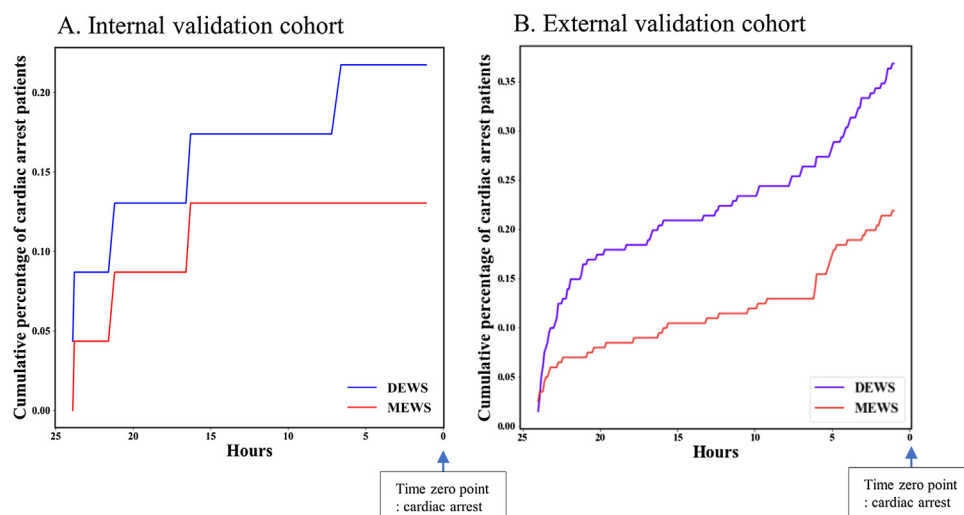 A. Internal validation cohort
Cumulative percentage of cardiac arrest patients
0.20
0.15
0.10
0.05
0.00
DEWS
MEWS
25
20
15
10
5
0
Hours
Time zero point
: cardiac arrest
B. External validation cohort
Cumulative percentage of cardiac arrest patients
0.35
0.30
0.25
0.20
0.15
0.10
0.05
0.00
DEWS
MEWS
25
20
15
10
5
0
Hours
Time zero point
: cardiac arrest